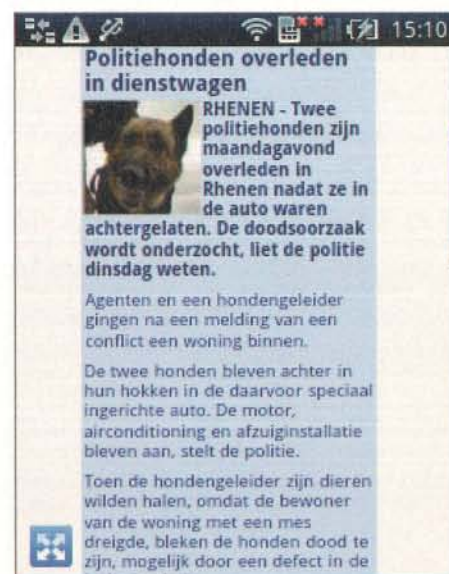 15:10
Politiehonden overleden
in dienstwagen
RHENEN - Twee
politiehonden zijn
maandagavond
overleden in
Rhenen nadat ze in
de auto waren
achtergelaten. De doodsoorzaak
wordt onderzocht, liet de politie
dinsdag weten.
Agenten en een hondengeleider
gingen na een melding van een
conflict een woning binnen.
De twee honden bleven achter in
hun hokken in de daarvoor speciaal
ingerichte auto. De motor,
airconditioning en afzuiginstallatie
bleven aan, stelt de politie.
Toen de hondengeleider zijn dieren
wilden halen, omdat de bewoner
van de woning met een mes
dreigde, bleken de honden dood te
zijn, mogelijk door een defect in de